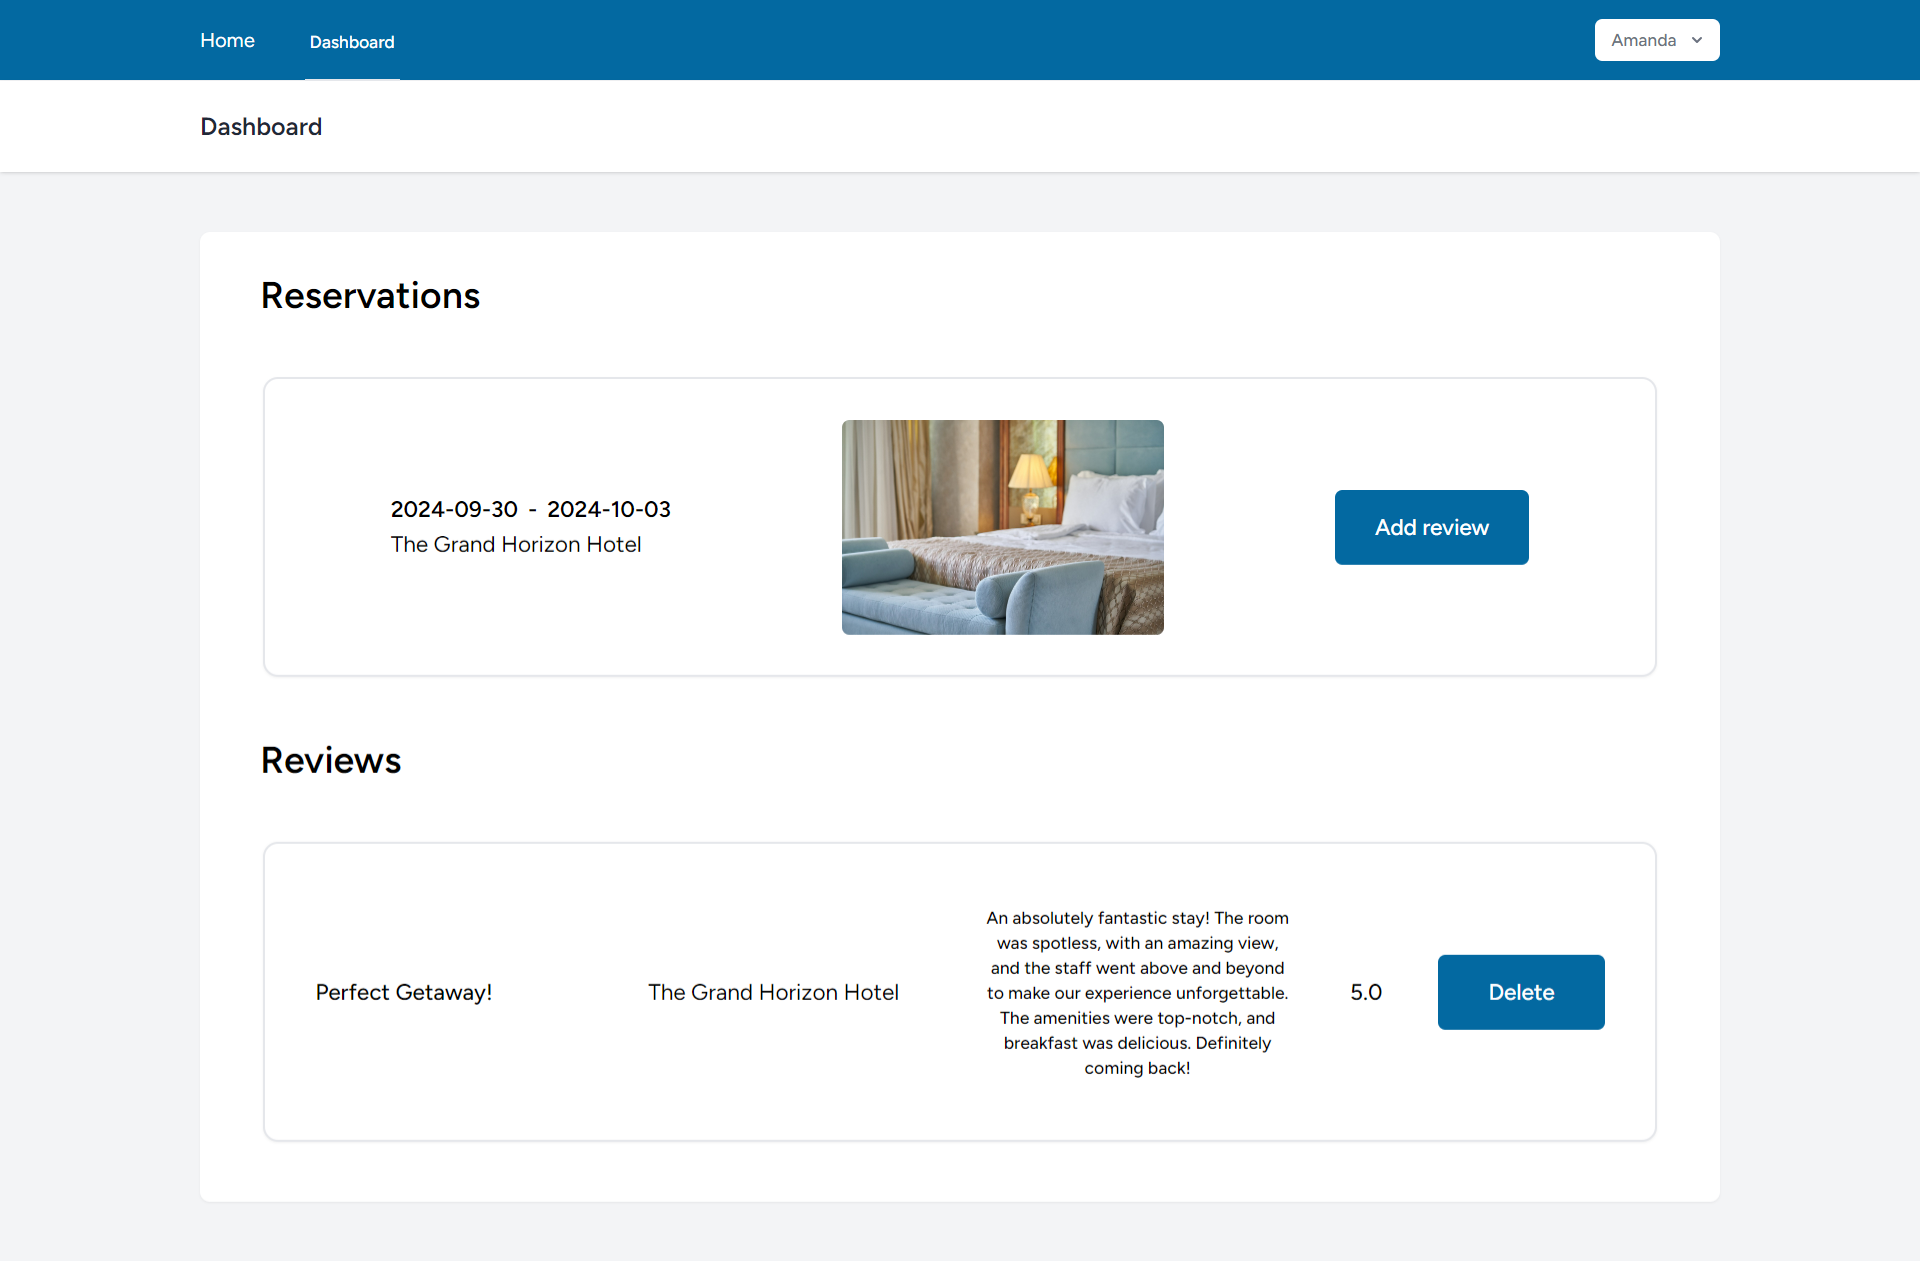 Home
Dashboard
Amanda
Dashboard
Reservations
2024-09-30 - 2024-10-03
The Grand Horizon Hotel
Add review
Reviews
Perfect Getaway!
The Grand Horizon Hotel
An absolutely fantastic stay! The room
was spotless, with an amazing view,
and the staff went above and beyond
to make our experience unforgettable.
The amenities were top-notch, and
breakfast was delicious. Definitely
coming back!
5.0
Delete